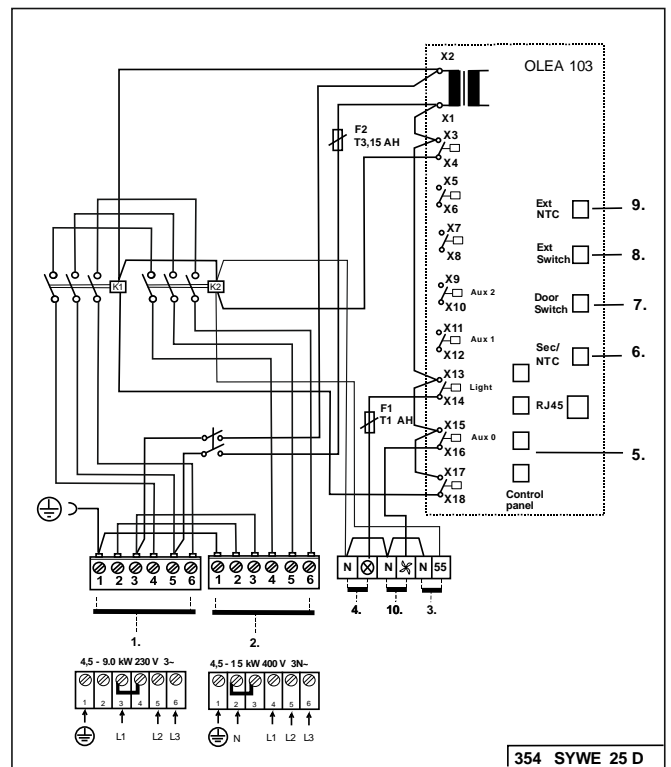 OLEA 103
X2
X1
F2
T3,15 AH
X3
X4
X5
X6
Ext
NTC
9.
X7
X8
Ext
Switch
8.
K1
K2
X9
X10
Aux 2
Door
Switch
7.
X11
X12
Aux 1
Sec/
NTC
6.
X13
X14
Light
F1
T1 AH
RJ45
X15
X16
Aux 0
5.
X17
X18
Control
panel
1 2 3 4 5 6
1 2 3 4 5 6
N N N 55
4. 10. 3.
1. 2.
4,5 - 9.0 kW 230 V 3~
1 2 3 4 5 6
L1 L2 L3
4,5 - 15 kW 400 V 3N~
1 2 3 4 5 6
N L1 L2 L3
354 SYWE 25 D